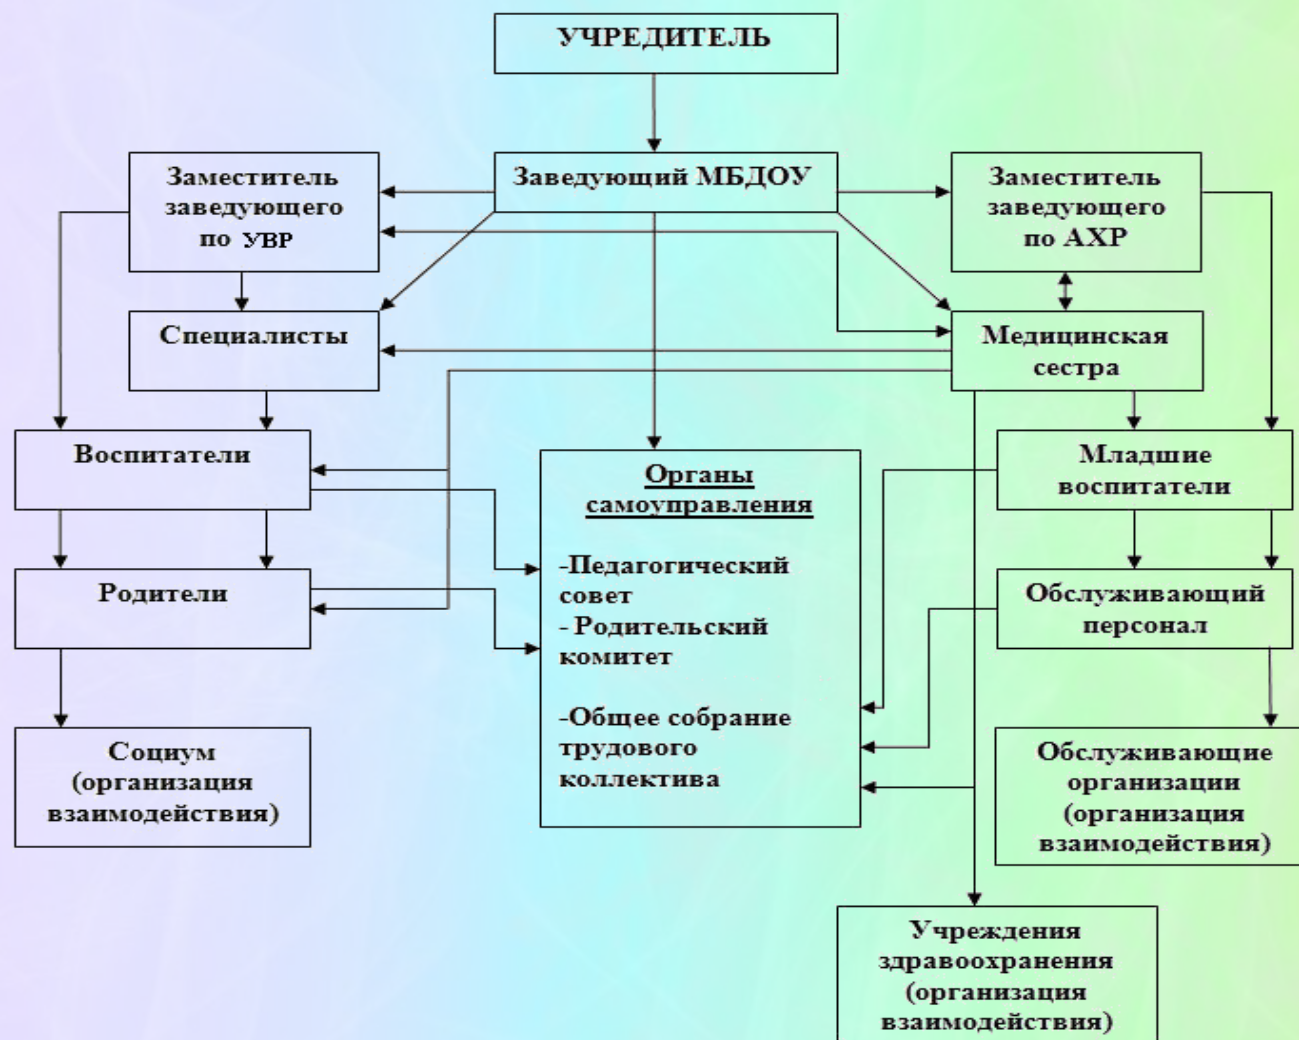 УЧРЕДИТЕЛЬ
Заместитель
заведующего
по УВР
Заведующий МБДОУ
Заместитель
заведующего
по АХР
Специалисты
Медицинская
сестра
Воспитатели
Органы
самоуправления
-Педагогический
совет
- Родительский
комитет
-Общее собрание
трудового
коллектива
Младшие
воспитатели
Родители
Обслуживающий
персонал
Социум
(организация
взаимодействия)
Обслуживающие
организации
(организация
взаимодействия)
Учреждения
здравоохранения
(организация
взаимодействия)